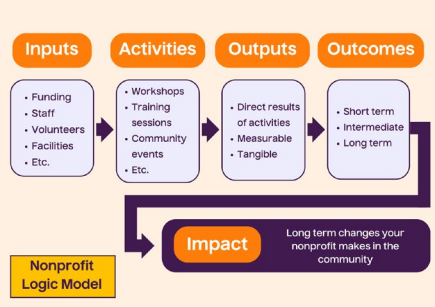 Inputs
Activities
Outputs
Outcomes
• Funding
• Staff
• Volunteers
• Facilities
• Etc.
• Workshops
• Training
sessions
• Community
events
• Etc.
• Direct results
of activities
• Measurable
• Tangible
• Short term
• Intermediate
• Long term
Impact
Long term changes your
nonprofit makes in the
community
Nonprofit
Logic Model